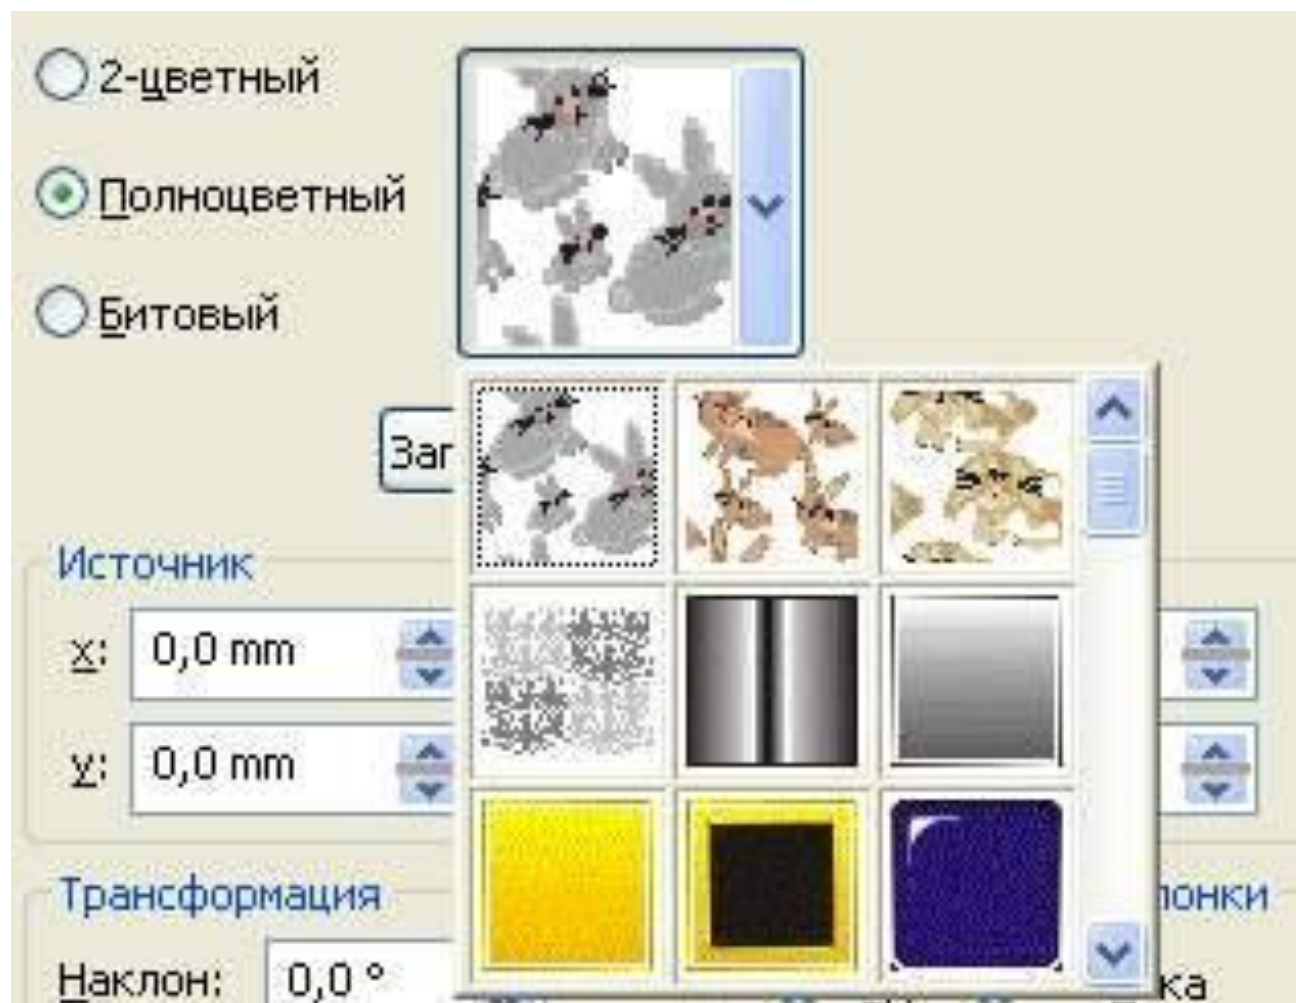 2-цветный
Полноцветный
Битовый
Заг
Источник
x: 0,0 mm
y: 0,0 mm
Трансформация
лонки
Наклон: 0,0 °
ка